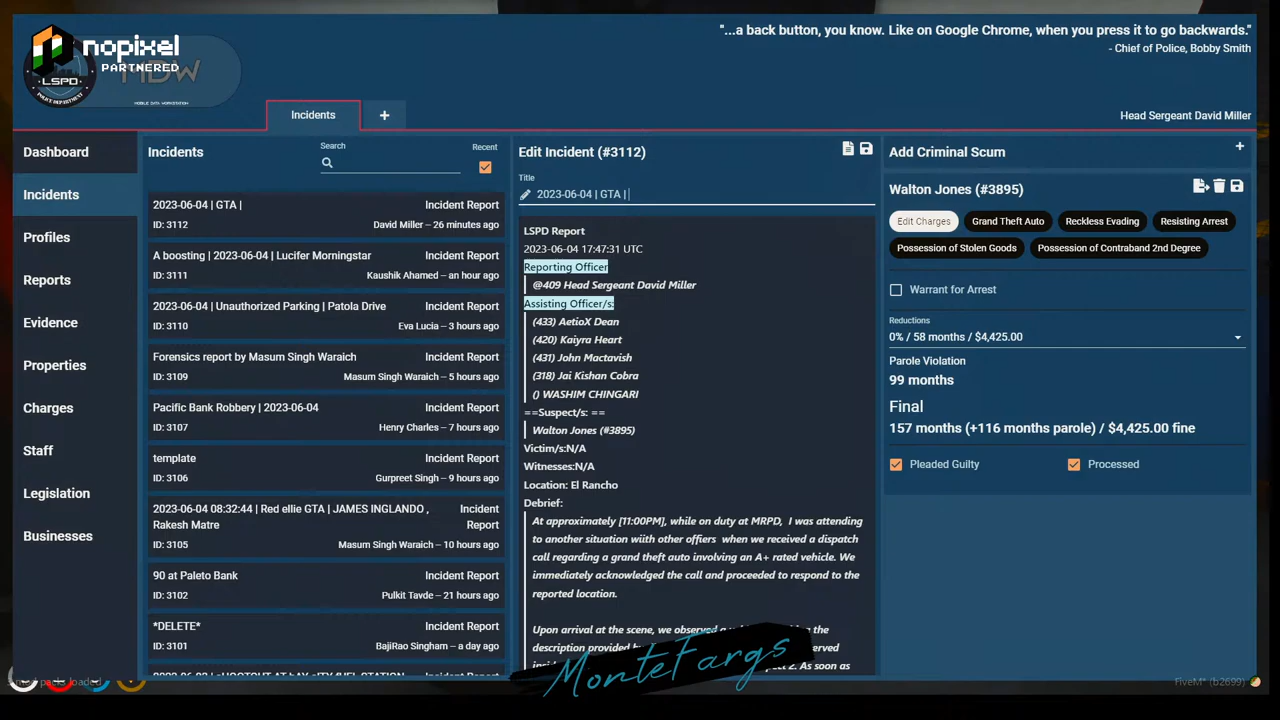 "...a back button, you know. Like on Google Chrome, when you press it to go backwards."
- Chief of Police, Bobby Smith
nopixel
PARTNERED
LSPD
MDW
MOBILE DATA WORKSTATION
Incidents
+
Head Sergeant David Miller
Dashboard
Incidents
Profiles
Reports
Evidence
Properties
Charges
Staff
Legislation
Businesses
Incidents
Search
Recent
2023-06-04 | GTA |
Incident Report
ID: 3112
David Miller – 26 minutes ago
A boosting | 2023-06-04 | Lucifer Morningstar
Incident Report
ID: 3111
Kaushik Ahamed – an hour ago
2023-06-04 | Unauthorized Parking | Patola Drive
Incident Report
ID: 3110
Eva Lucia – 3 hours ago
Forensics report by Masum Singh Waraich
Incident Report
ID: 3109
Masum Singh Waraich – 5 hours ago
Pacific Bank Robbery | 2023-06-04
Incident Report
ID: 3107
Henry Charles – 7 hours ago
template
Incident Report
ID: 3106
Gurpreet Singh – 9 hours ago
2023-06-04 08:32:44 | Red ellie GTA | JAMES INGLANDO ,
Rakesh Matre
Incident
Report
ID: 3105
Masum Singh Waraich – 10 hours ago
90 at Paleto Bank
Incident Report
ID: 3102
Pulkit Tavde – 21 hours ago
*DELETE*
Incident Report
ID: 3101
BajiRao Singham – a day ago
Incident Report
Edit Incident (#3112)
Title
2023-06-04 | GTA |
LSPD Report
2023-06-04 17:47:31 UTC
Reporting Officer
@409 Head Sergeant David Miller
Assisting Officer/s:
(433) AetioX Dean
(420) Kaiyra Heart
(431) John Mactavish
(318) Jai Kishan Cobra
() WASHIM CHINGARI
==Suspect/s: ==
Walton Jones (#3895)
Victim/s:N/A
Witnesses:N/A
Location: El Rancho
Debrief:
At approximately [11:00PM], while on duty at MRPD, I was attending
to another situation wiith other offiers when we received a dispatch
call regarding a grand theft auto involving an A+ rated vehicle. We
immediately acknowledged the call and proceeded to respond to the
reported location.
Upon arrival at the scene, we observed a the
description provided by
As soon as
MonteFargs
Add Criminal Scum
+
Walton Jones (#3895)
Edit Charges
Grand Theft Auto
Reckless Evading
Resisting Arrest
Possession of Stolen Goods
Possession of Contraband 2nd Degree
Warrant for Arrest
Reductions
0% / 58 months / $4,425.00
Parole Violation
99 months
Final
157 months (+116 months parole) / $4,425.00 fine
Pleaded Guilty
Processed
packs loaded
FiveM* (b2699)